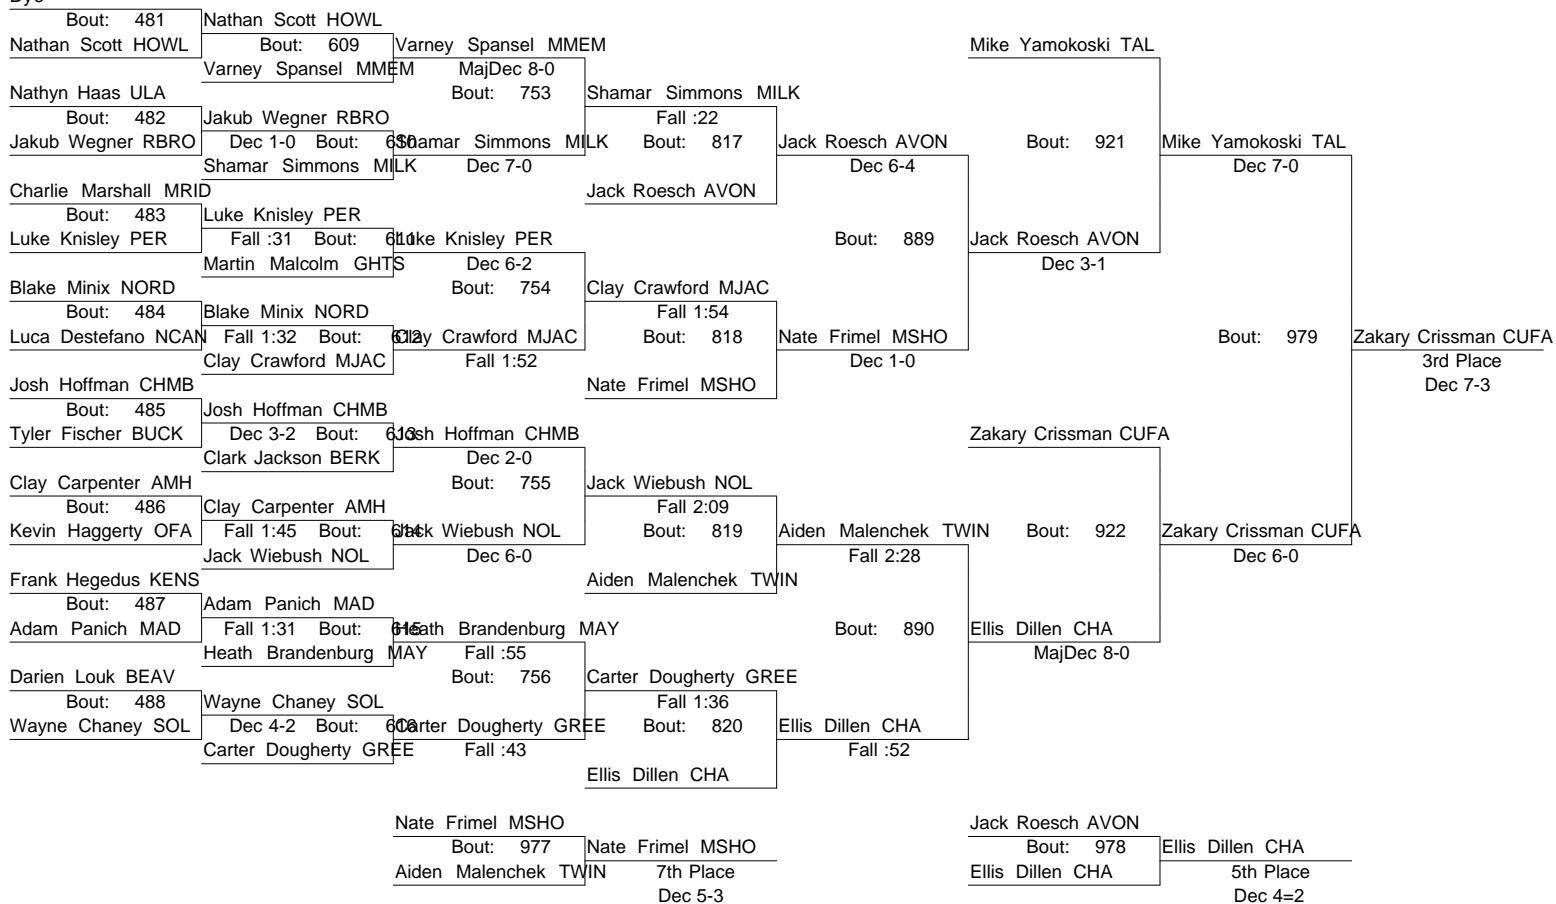 Bout: 481
Nathan Scott HOWL
Nathan Scott HOWL
Bout: 609
Varney Spansel MMEM
Varney Spansel MMEM
MajDec 8-0
Bout: 753
Nathyn Haas ULA
Bout: 482
Jakub Wegner RBRO
Jakub Wegner RBRO
Dec 1-0 Bout: 610
Shamar Simmons MILK
Shamar Simmons MILK
Dec 7-0
Shamar Simmons MILK
Fall :22
Bout: 817
Jack Roesch AVON
Jack Roesch AVON
Dec 6-4
Charlie Marshall MRID
Bout: 483
Luke Knisley PER
Luke Knisley PER
Fall :31 Bout: 611
Martin Malcolm GHTS
Luke Knisley PER
Dec 6-2
Bout: 754
Blake Minix NORD
Bout: 484
Luca Destefano NCAN
Blake Minix NORD
Fall 1:32 Bout: 612
Clay Crawford MJAC
Clay Crawford MJAC
Fall 1:52
Clay Crawford MJAC
Fall 1:54
Bout: 818
Nate Frimel MSHO
Nate Frimel MSHO
Dec 1-0
Bout: 889
Jack Roesch AVON
Dec 3-1
Mike Yamokoski TAL
Bout: 921
Mike Yamokoski TAL
Dec 7-0
Josh Hoffman CHMB
Bout: 485
Tyler Fischer BUCK
Josh Hoffman CHMB
Dec 3-2 Bout: 613
Clark Jackson BERK
Josh Hoffman CHMB
Dec 2-0
Bout: 755
Clay Carpenter AMH
Bout: 486
Kevin Haggerty OFA
Clay Carpenter AMH
Fall 1:45 Bout: 614
Jack Wiebush NOL
Jack Wiebush NOL
Dec 6-0
Jack Wiebush NOL
Fall 2:09
Bout: 819
Aiden Malenchek TWIN
Aiden Malenchek TWIN
Fall 2:28
Frank Hegedus KENS
Bout: 487
Adam Panich MAD
Adam Panich MAD
Fall 1:31 Bout: 615
Heath Brandenburg MAY
Heath Brandenburg MAY
Fall :55
Bout: 756
Darien Louk BEAV
Bout: 488
Wayne Chaney SOL
Wayne Chaney SOL
Dec 4-2 Bout: 616
Carter Dougherty GREE
Carter Dougherty GREE
Fall :43
Carter Dougherty GREE
Fall 1:36
Bout: 820
Ellis Dillen CHA
Ellis Dillen CHA
Fall :52
Bout: 890
Ellis Dillen CHA
MajDec 8-0
Zakary Crissman CUFA
Bout: 922
Zakary Crissman CUFA
Dec 6-0
Bout: 979
Zakary Crissman CUFA
3rd Place
Dec 7-3
Nate Frimel MSHO
Bout: 977
Aiden Malenchek TWIN
Nate Frimel MSHO
7th Place
Dec 5-3
Jack Roesch AVON
Bout: 978
Ellis Dillen CHA
Ellis Dillen CHA
5th Place
Dec 4=2